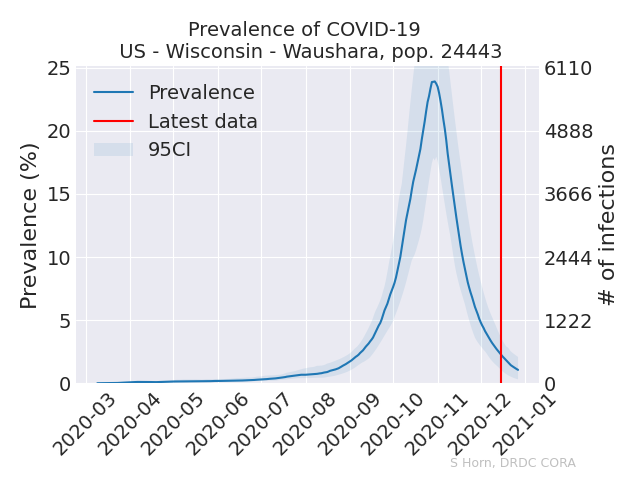 Prevalence of COVID-19
US - Wisconsin - Waushara, pop. 24443
Prevalence
Latest data
95CI
Prevalence (%)
25
20
15
10
5
0
6110
4888
3666
2444
1222
0
# of infections
2020-03
2020-04
2020-05
2020-06
2020-07
2020-08
2020-09
2020-10
2020-11
2020-12
2021-01
S Horn, DRDC CORA